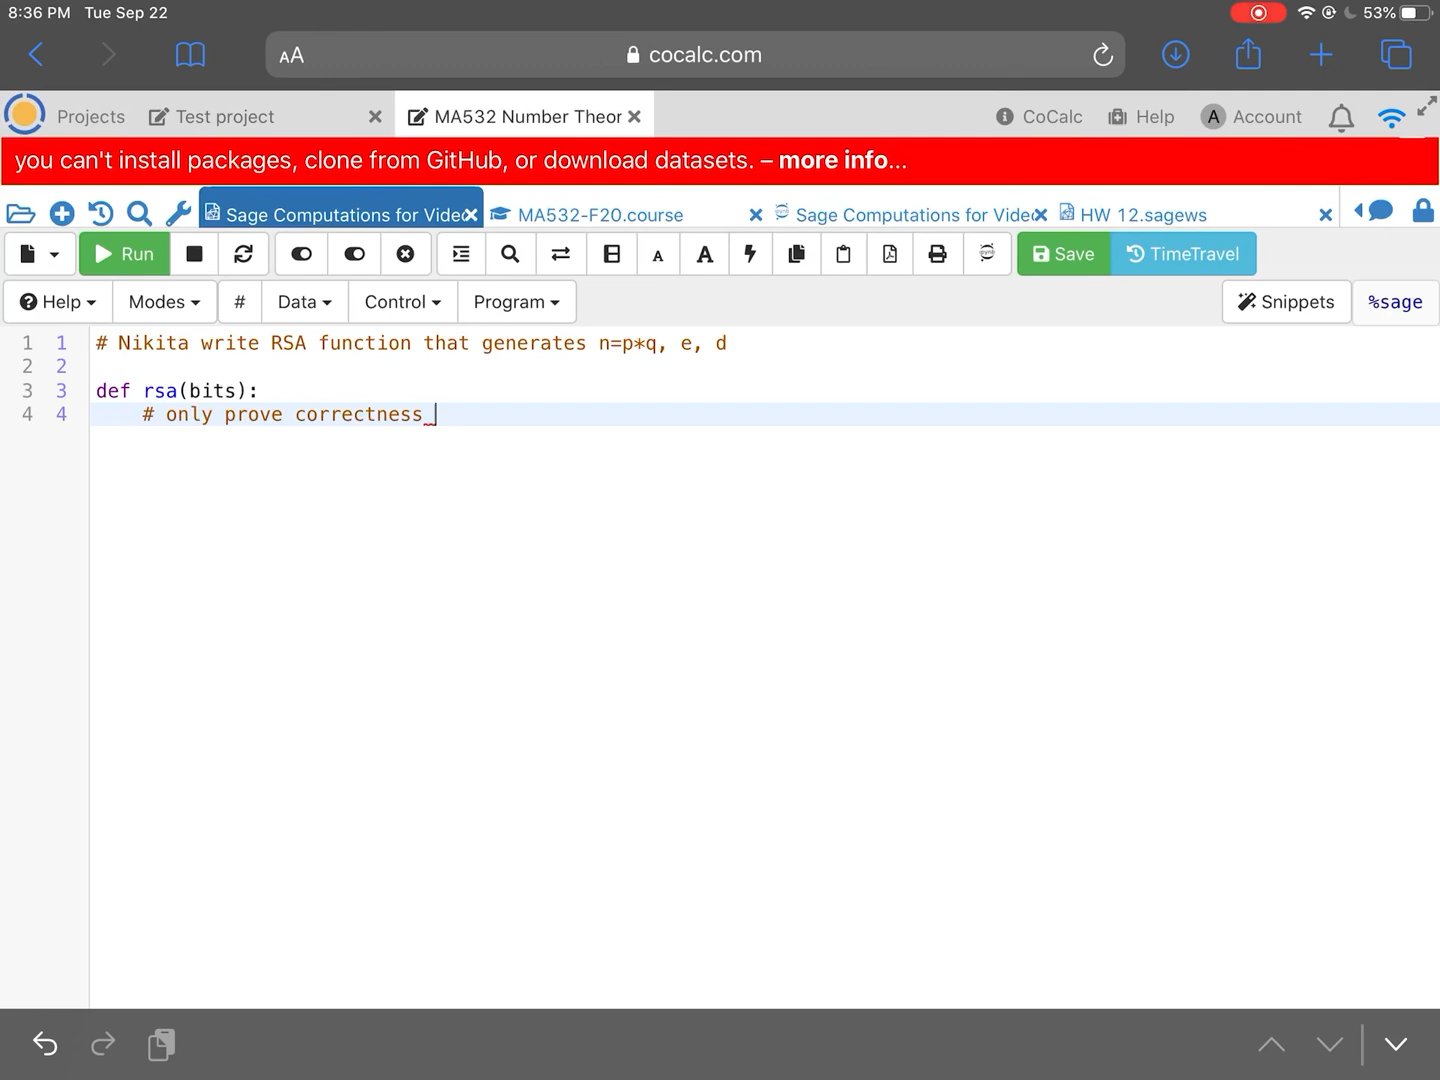 8:36 PM Tue Sep 22
53%
AA cocalc.com
Projects Test project MA532 Number Theor CoCalc Help A Account
you can't install packages, clone from GitHub, or download datasets. – more info...
Sage Computations for Videc MA532-F20.course Sage Computations for Videc HW 12.sagews
Run A A Save TimeTravel
Help Modes # Data Control Program Snippets %sage
1 1 # Nikita write RSA function that generates n=p*q, e, d
2 2
3 3 def rsa(bits):
4 4 # only prove correctness